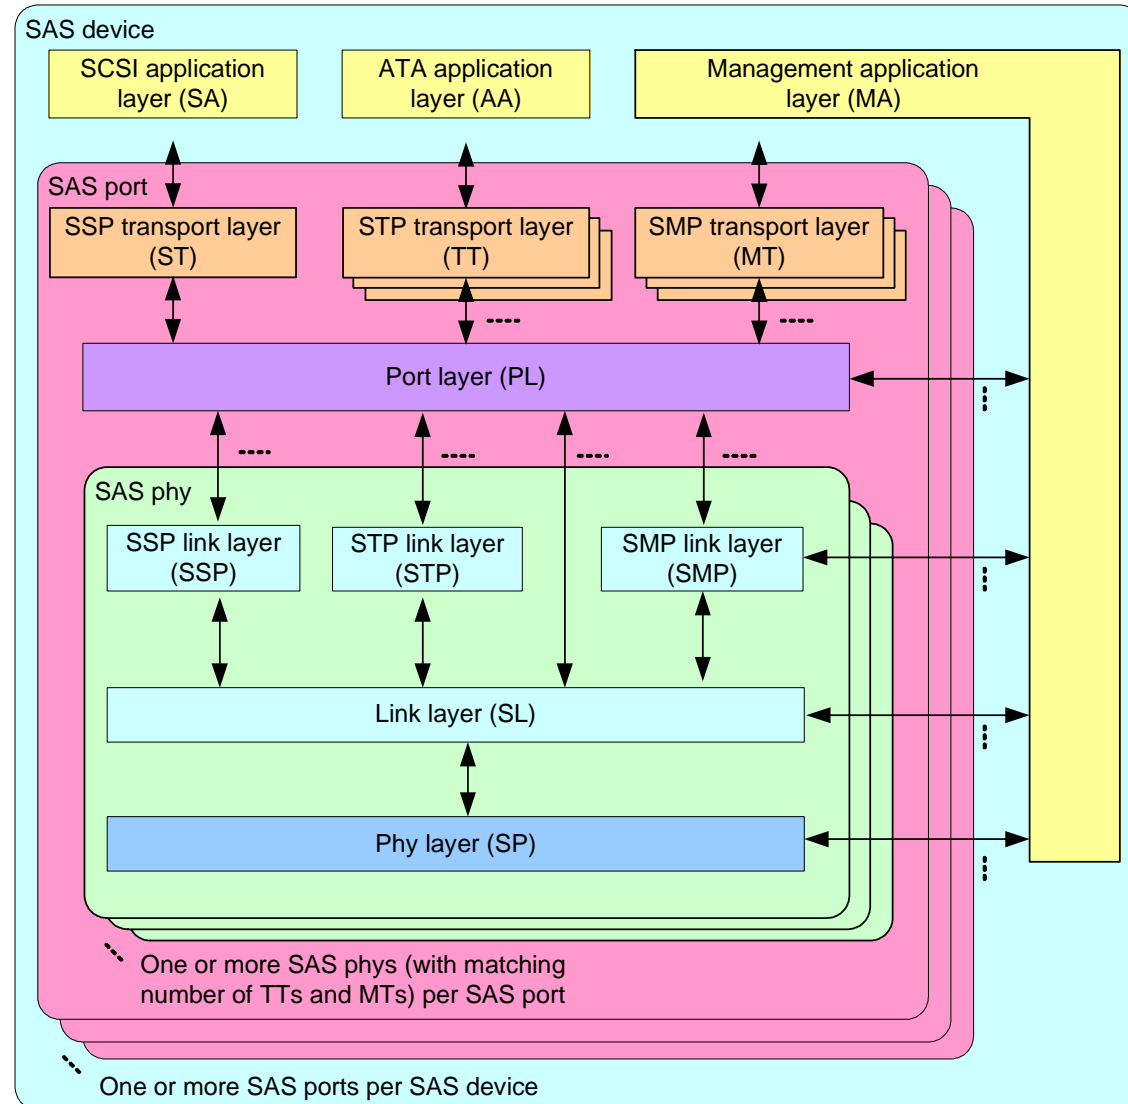 SAS device
SCSI application
layer (SA)
ATA application
layer (AA)
Management application
layer (MA)
SAS port
SSP transport layer
(ST)
STP transport layer
(TT)
SMP transport layer
(MT)
Port layer (PL)
SAS phy
SSP link layer
(SSP)
STP link layer
(STP)
SMP link layer
(SMP)
Link layer (SL)
Phy layer (SP)
One or more SAS phys (with matching
number of TTs and MTs) per SAS port
One or more SAS ports per SAS device